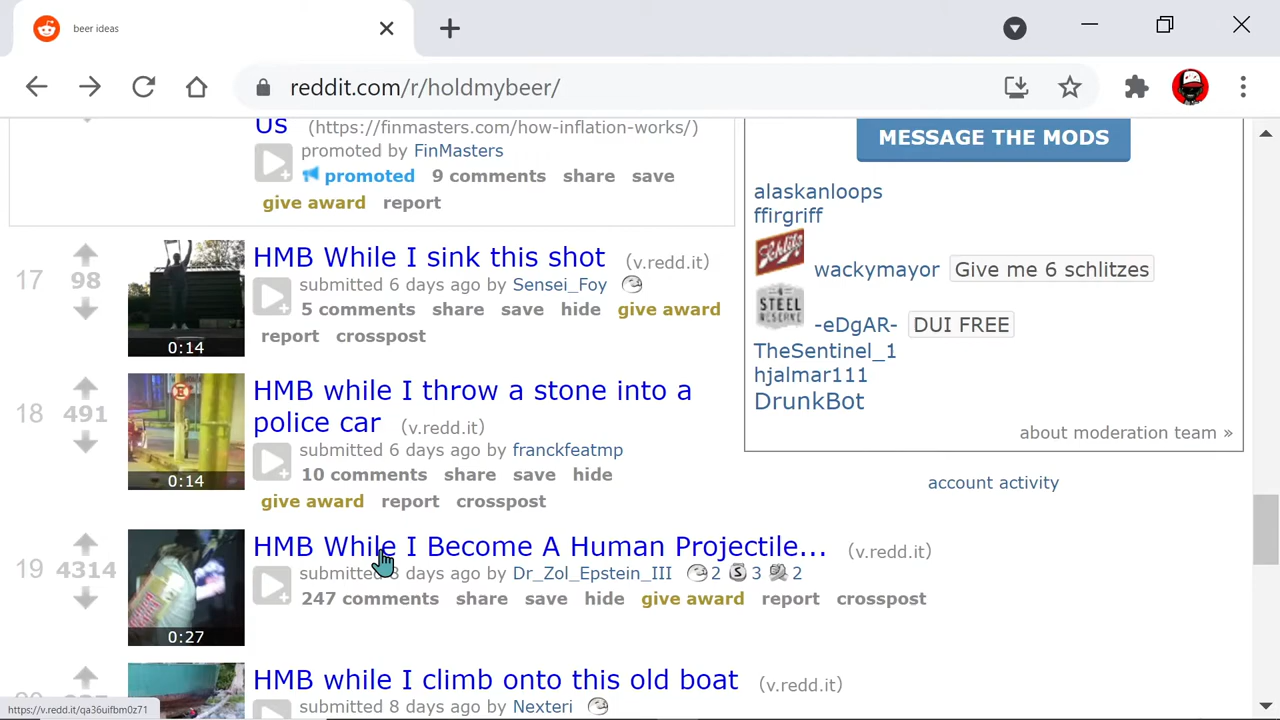 beer ideas
reddit.com/r/holdmybeer/
US (https://finmasters.com/how-inflation-works/)
promoted by FinMasters
promoted 9 comments share save
give award report
17 98
HMB While I sink this shot (v.redd.it)
submitted 6 days ago by Sensei_Foy
5 comments share save hide give award
report crosspost
0:14
18 491
HMB while I throw a stone into a
police car (v.redd.it)
submitted 6 days ago by franckfeatmp
10 comments share save hide
give award report crosspost
0:14
19 4314
HMB While I Become A Human Projectile... (v.redd.it)
submitted 8 days ago by Dr_Zol_Epstein_III 2 3 2
247 comments share save hide give award report crosspost
0:27
HMB while I climb onto this old boat (v.redd.it)
submitted 8 days ago by Nexteri
https://v.redd.it/qa36uifbm0z71
MESSAGE THE MODS
alaskanloops
ffirgriff
Schlitz
wackymayor Give me 6 schlitzes
STEEL
RESERVE
-eDgAR- DUI FREE
TheSentinel_1
hjalmar111
DrunkBot
about moderation team »
account activity